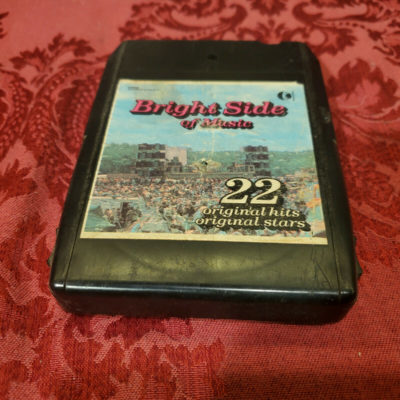 Bright Side
of Music
22
original hits
original stars